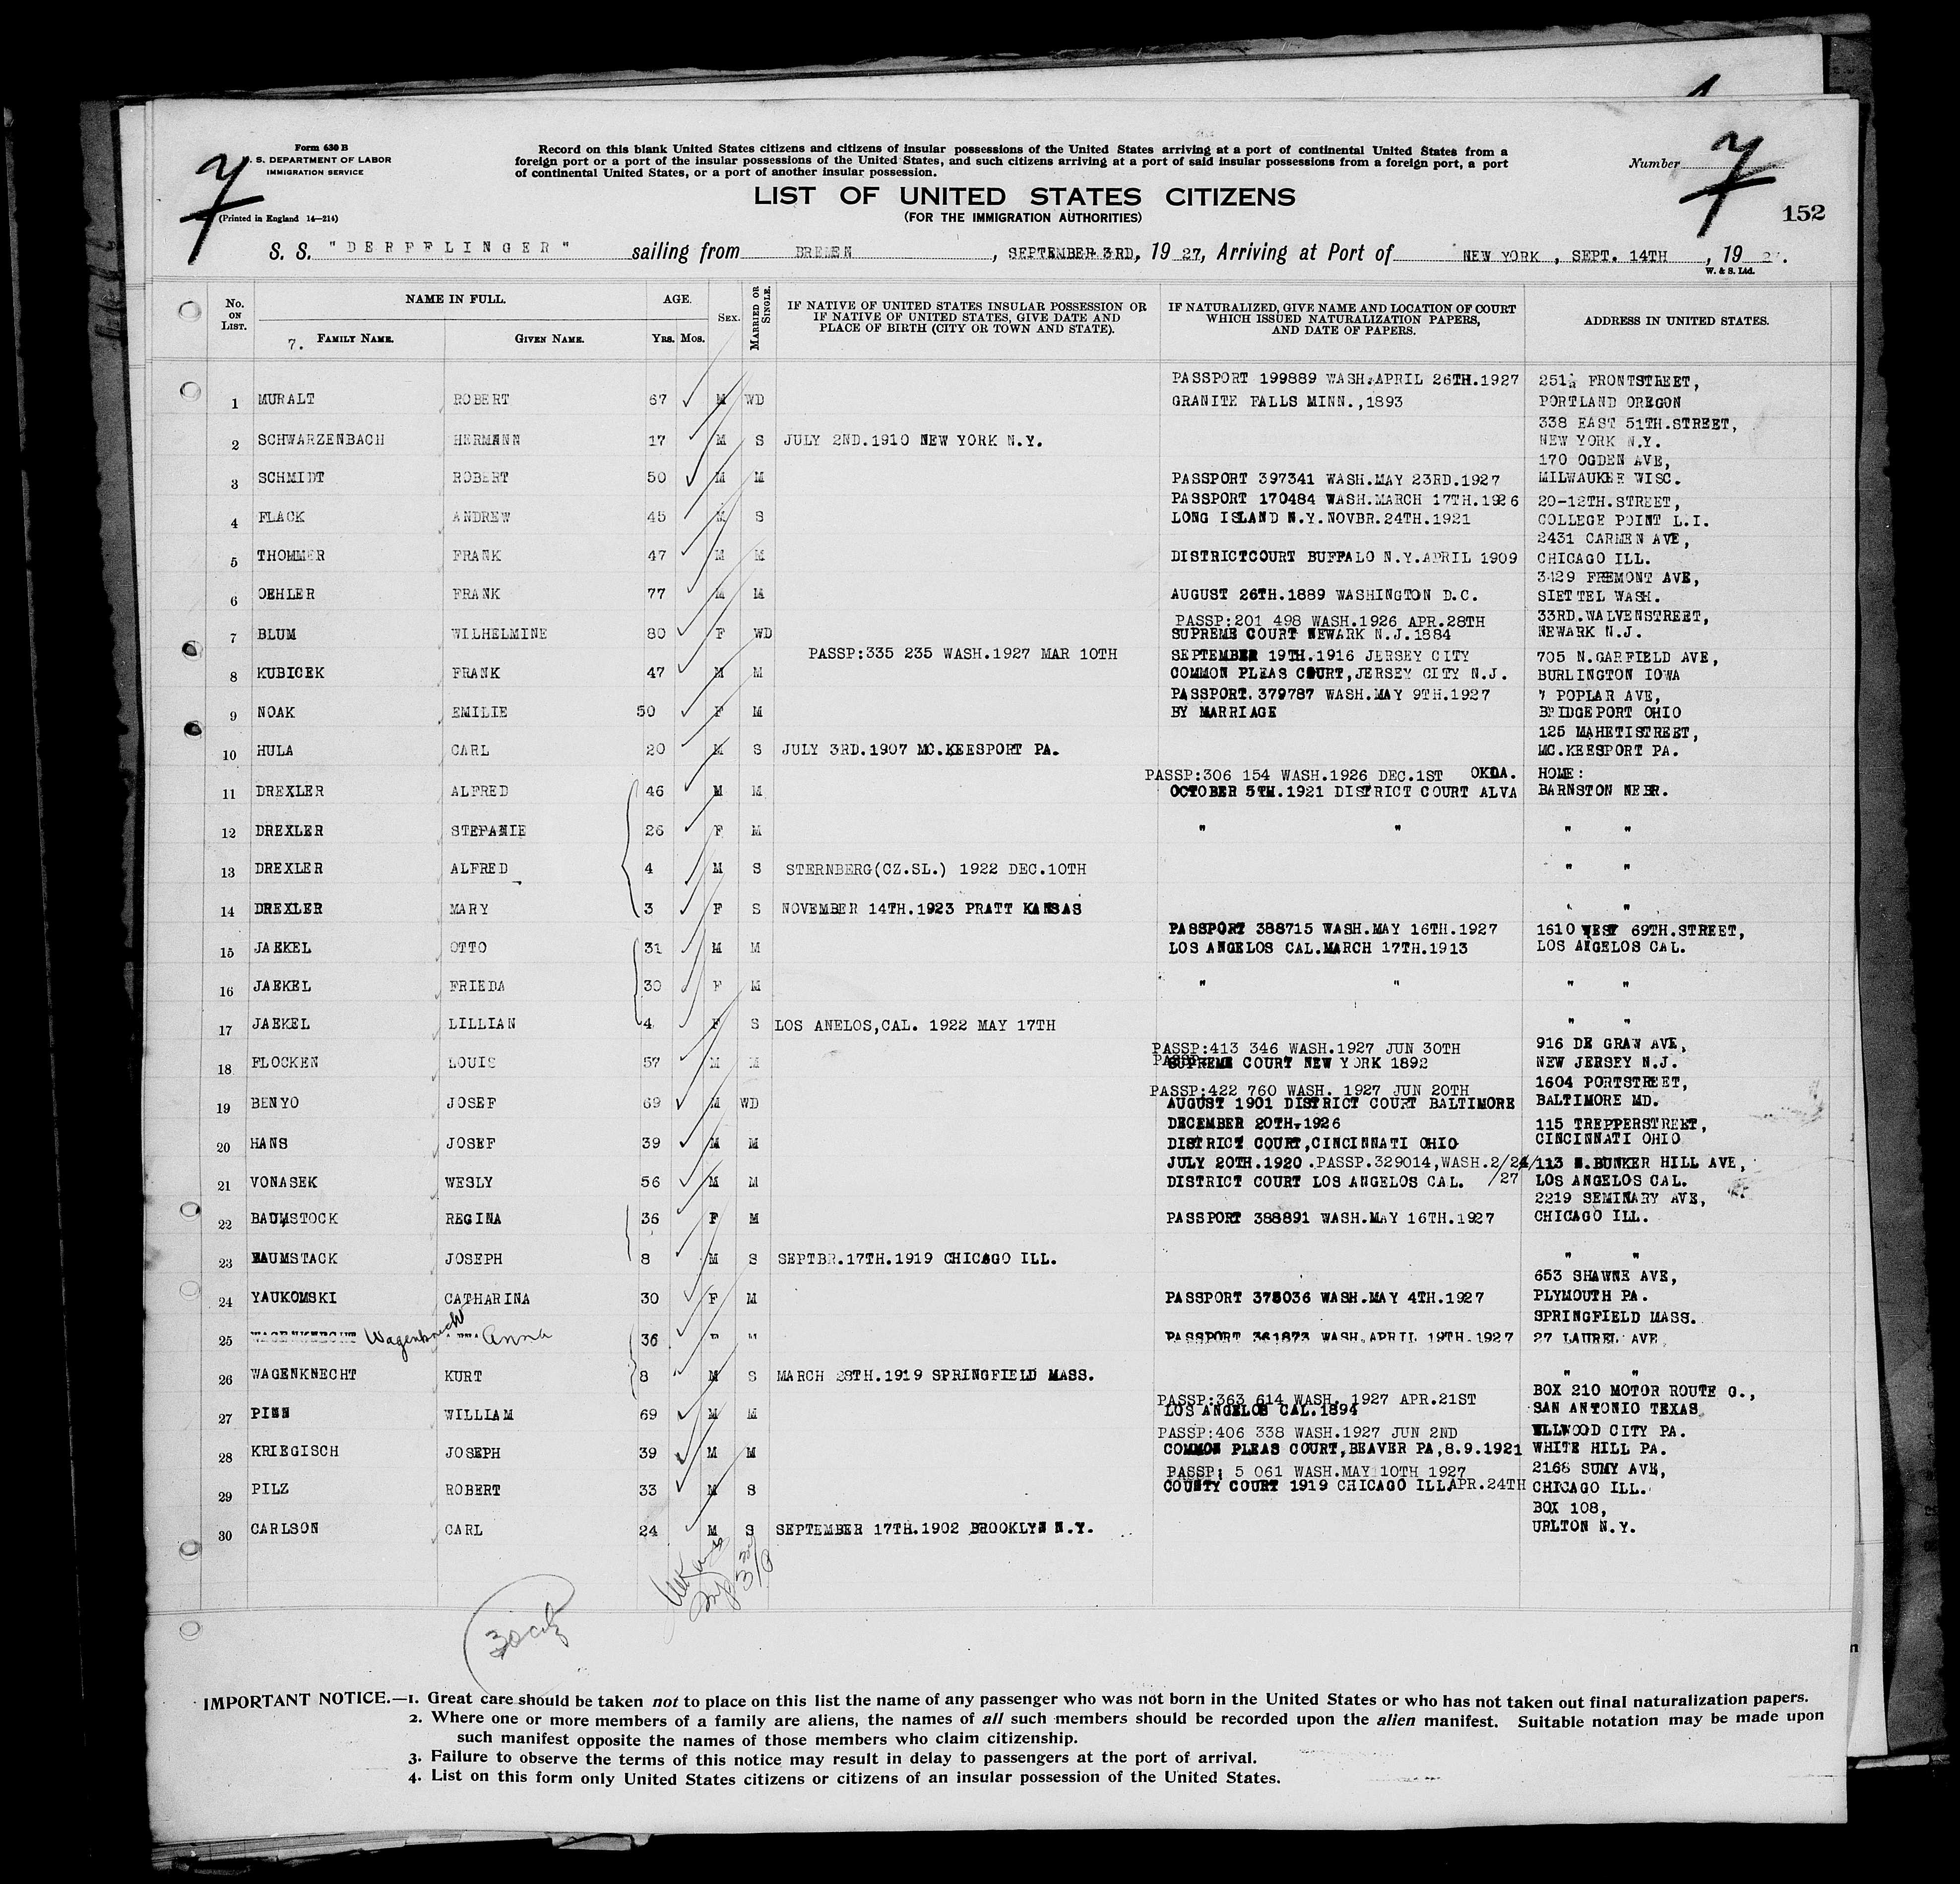 Form 630 B
U. S. DEPARTMENT OF LABOR
IMMIGRATION SERVICE
(Printed in England 14—214)
7
Record on this blank United States citizens and citizens of insular possessions of the United States arriving at a port of continental United States from a
foreign port or a port of the insular possessions of the United States, and such citizens arriving at a port of said insular possessions from a foreign port, a port
of continental United States, or a port of another insular possession.
Number 7
LIST OF UNITED STATES CITIZENS
(FOR THE IMMIGRATION AUTHORITIES)
152
S. S. "DERFFLINGER" sailing from BREMEN, SEPTEMBER 3RD, 19 27, Arriving at Port of NEW YORK, SEPT. 14TH, 19 27.
W. & S. Ltd.
No. ON LIST. NAME IN FULL. AGE. SEX. MARRIED OR SINGLE. IF NATIVE OF UNITED STATES INSULAR POSSESSION OR IF NATIVE OF UNITED STATES, GIVE DATE AND PLACE OF BIRTH (CITY OR TOWN AND STATE). IF NATURALIZED, GIVE NAME AND LOCATION OF COURT WHICH ISSUED NATURALIZATION PAPERS, AND DATE OF PAPERS. ADDRESS IN UNITED STATES.
7. FAMILY NAME. GIVEN NAME. YRS. MOS.
PASSPORT 199889 WASH.APRIL 26TH.1927 251½ FRONTSTREET,
1 MURALT ROBERT 67 M WD GRANITE FALLS MINN.,1893 PORTLAND OREGON
338 EAST 51TH.STREET,
2 SCHWARZENBACH HERMANN 17 M S JULY 2ND.1910 NEW YORK N.Y. NEW YORK N.Y.
170 OGDEN AVE,
3 SCHMIDT ROBERT 50 M M PASSPORT 397341 WASH.MAY 23RD.1927 MILWAUKEE WISC.
PASSPORT 170484 WASH.MARCH 17TH.1926 20-12TH.STREET,
4 FLACK ANDREW 45 M S LONG ISLAND N.Y.NOVBR.24TH.1921 COLLEGE POINT L.I.
2431 CARMEN AVE,
5 THOMMER FRANK 47 M M DISTRICTCOURT BUFFALO N.Y.APRIL 1909 CHICAGO ILL.
3429 FREMONT AVE,
6 OEHLER FRANK 77 M M AUGUST 26TH.1889 WASHINGTON D.C. SIETTEL WASH.
PASSP:201 498 WASH.1926 APR.28TH 33RD.WALVENSTREET,
7 BLUM WILHELMINE 80 F WD SUPREME COURT NEWARK N.J.1884 NEWARK N.J.
PASSP:335 235 WASH.1927 MAR 10TH SEPTEMBER 19TH.1916 JERSEY CITY 705 N.GARFIELD AVE,
8 KUBICEK FRANK 47 M M COMMON PLEAS COURT,JERSEY CITY N.J. BURLINGTON IOWA
PASSPORT.379787 WASH.MAY 9TH.1927 7 POPLAR AVE,
9 NOAK EMILIE 50 F M BY MARRIAGE BRIDGEPORT OHIO
125 MAHETISTREET,
10 HULA CARL 20 M S JULY 3RD.1907 MC.KEESPORT PA. MC.KEESPORT PA.
PASSP:306 154 WASH.1926 DEC.1ST OKLA. HOME:
11 DREXLER ALFRED 46 M M OCTOBER 5TH.1921 DISTRICT COURT ALVA BARNSTON NEBR.
12 DREXLER STEPANIE 26 F M " " " "
13 DREXLER ALFRED 4 M S STERNBERG(CZ.SL.) 1922 DEC.10TH " "
14 DREXLER MARY 3 F S NOVEMBER 14TH.1923 PRATT KANSAS " "
PASSPORT 388715 WASH.MAY 16TH.1927 1610 WEST 69TH.STREET,
15 JAEKEL OTTO 31 M M LOS ANGELOS CAL.MARCH 17TH.1913 LOS ANGELOS CAL.
16 JAEKEL FRIEDA 30 F M " " " "
17 JAEKEL LILLIAN 4 F S LOS ANELOS,CAL. 1922 MAY 17TH " "
PASSP:413 346 WASH.1927 JUN 30TH 916 DE GRAW AVE,
18 FLOCKEN LOUIS 57 M M SUPREME COURT NEW YORK 1892 NEW JERSEY N.J.
PASSP:422 760 WASH. 1927 JUN 20TH 1604 PORTSTREET,
19 BENYO JOSEF 69 M WD AUGUST 1901 DISTRICT COURT BALTIMORE BALTIMORE MD.
DECEMBER 20TH.1926 115 TREPPERSTREET,
20 HANS JOSEF 39 M M DISTRICT COURT,CINCINNATI OHIO CINCINNATI OHIO
JULY 20TH.1920.PASSP.329014,WASH.2/24/ 113 N.BUNKER HILL AVE,
21 VONASEK WESLY 56 M M DISTRICT COURT LOS ANGELOS CAL. /27 LOS ANGELOS CAL.
2219 SEMINARY AVE,
22 BAUMSTOCK REGINA 36 F M PASSPORT 388891 WASH.MAY 16TH.1927 CHICAGO ILL.
23 BAUMSTACK JOSEPH 8 M S SEPTBR.17TH.1919 CHICAGO ILL. " "
653 SHAWNE AVE,
24 YAUKOMSKI CATHARINA 30 F M PASSPORT 375036 WASH.MAY 4TH.1927 PLYMOUTH PA.
SPRINGFIELD MASS.
25 WAGENKNECHT Wagenknecht ANNA Anna 36 F M PASSPORT 361873 WASH.APRIL 19TH.1927 27 LAUREL AVE,
26 WAGENKNECHT KURT 8 M S MARCH 28TH.1919 SPRINGFIELD MASS. " "
PASSP:363 614 WASH. 1927 APR.21ST BOX 210 MOTOR ROUTE G.,
27 PINN WILLIAM 69 M M LOS ANGELOS CAL.1894 SAN ANTONIO TEXAS
PASSP:406 338 WASH.1927 JUN 2ND ELLWOOD CITY PA.
28 KRIEGISCH JOSEPH 39 M M COMMON PLEAS COURT,BEAVER PA,8.9.1921 WHITE HILL PA.
PASSP: 5 061 WASH.MAY 10TH 1927 2168 SUMY AVE,
29 PILZ ROBERT 33 M S COUNTY COURT 1919 CHICAGO ILL APR.24TH CHICAGO ILL.
BOX 108,
30 CARLSON CARL 24 M S SEPTEMBER 17TH.1902 BROOKLYN N.Y. URLTON N.Y.
IMPORTANT NOTICE.—1. Great care should be taken not to place on this list the name of any passenger who was not born in the United States or who has not taken out final naturalization papers.
2. Where one or more members of a family are aliens, the names of all such members should be recorded upon the alien manifest. Suitable notation may be made upon
such manifest opposite the names of those members who claim citizenship.
3. Failure to observe the terms of this notice may result in delay to passengers at the port of arrival.
4. List on this form only United States citizens or citizens of an insular possession of the United States.